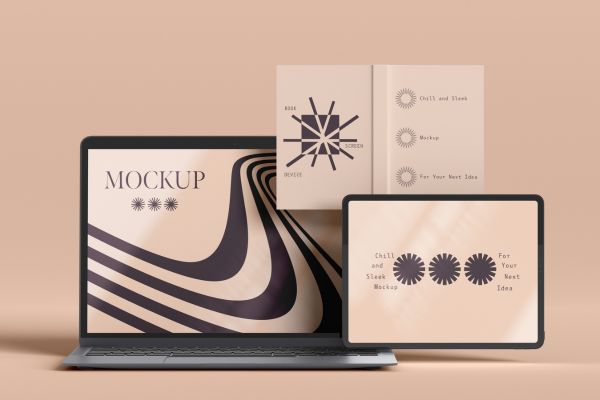 MOCKUP
BOOK
SCREEN
DEVICE
Chill and Sleek
Mockup
For Your Next Idea
Chill
and
Sleek
Mockup
For
Your
Next
Idea